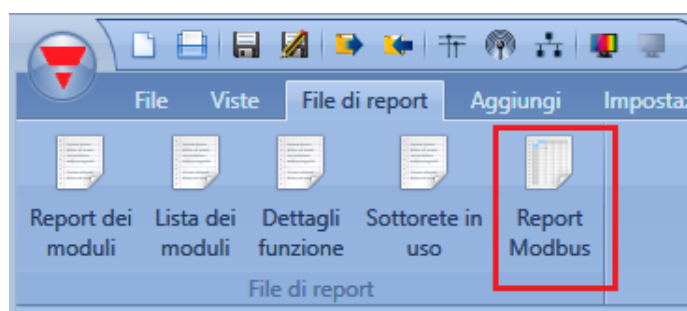 File Viste File di report Aggiungi Imposta
Report dei moduli
Lista dei moduli
Dettagli funzione
Sottorete in uso
Report Modbus
File di report